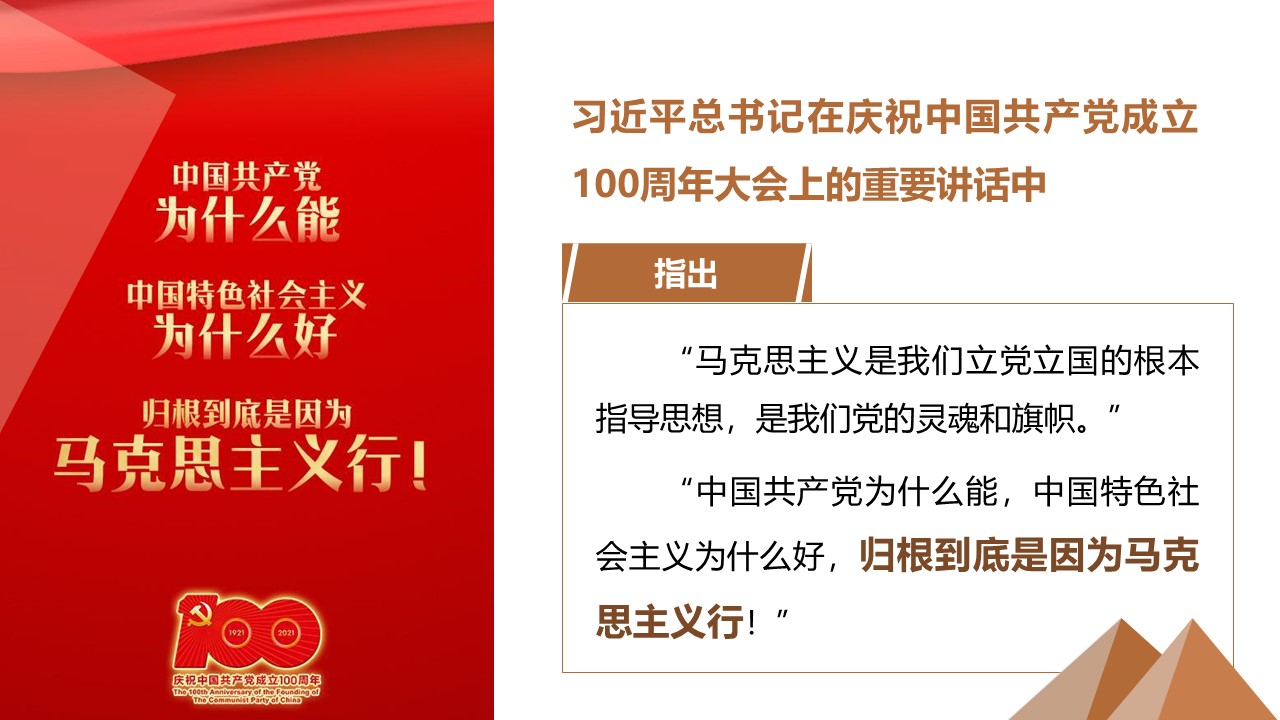 中国共产党
为什么能
中国特色社会主义
为什么好
归根到底是因为
马克思主义行!
100
1921
2021
庆祝中国共产党成立100周年
The 100th Anniversary of the Founding of
The Communist Party of China
习近平总书记在庆祝中国共产党成立
100周年大会上的重要讲话中
指出
“马克思主义是我们立党立国的根本
指导思想，是我们党的灵魂和旗帜。”
“中国共产党为什么能，中国特色社
会主义为什么好，归根到底是因为马克
思主义行！”